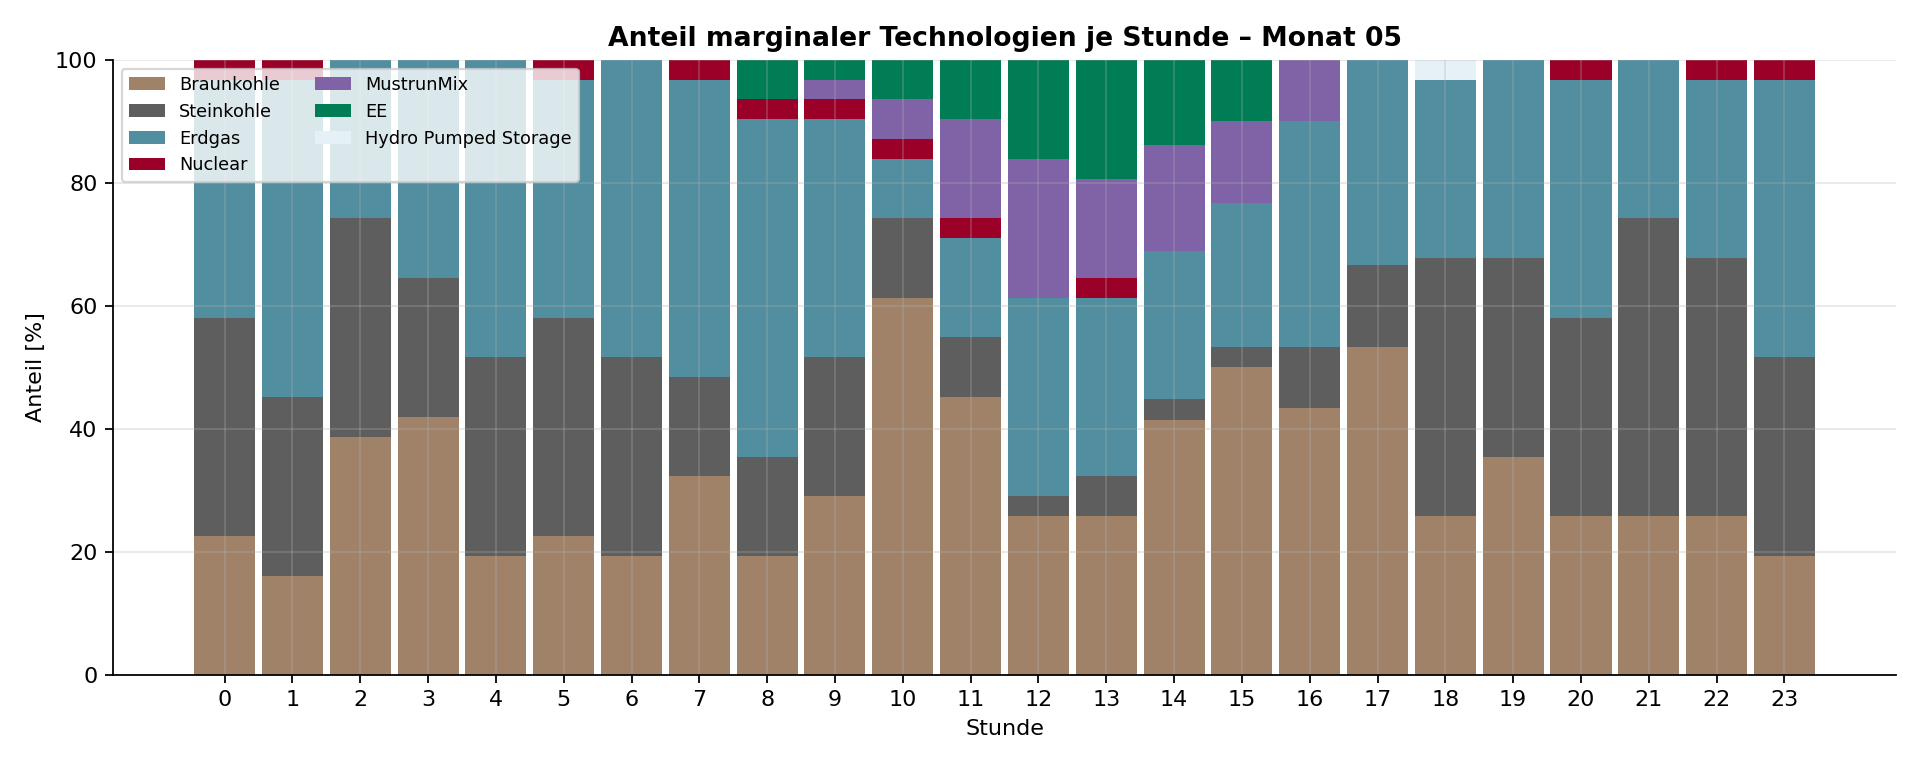 Anteil marginaler Technologien je Stunde – Monat 05
Anteil [%]
100
80
60
40
20
0
Braunkohle
Steinkohle
Erdgas
Nuclear
MustrunMix
EE
Hydro Pumped Storage
0 1 2 3 4 5 6 7 8 9 10 11 12 13 14 15 16 17 18 19 20 21 22 23
Stunde